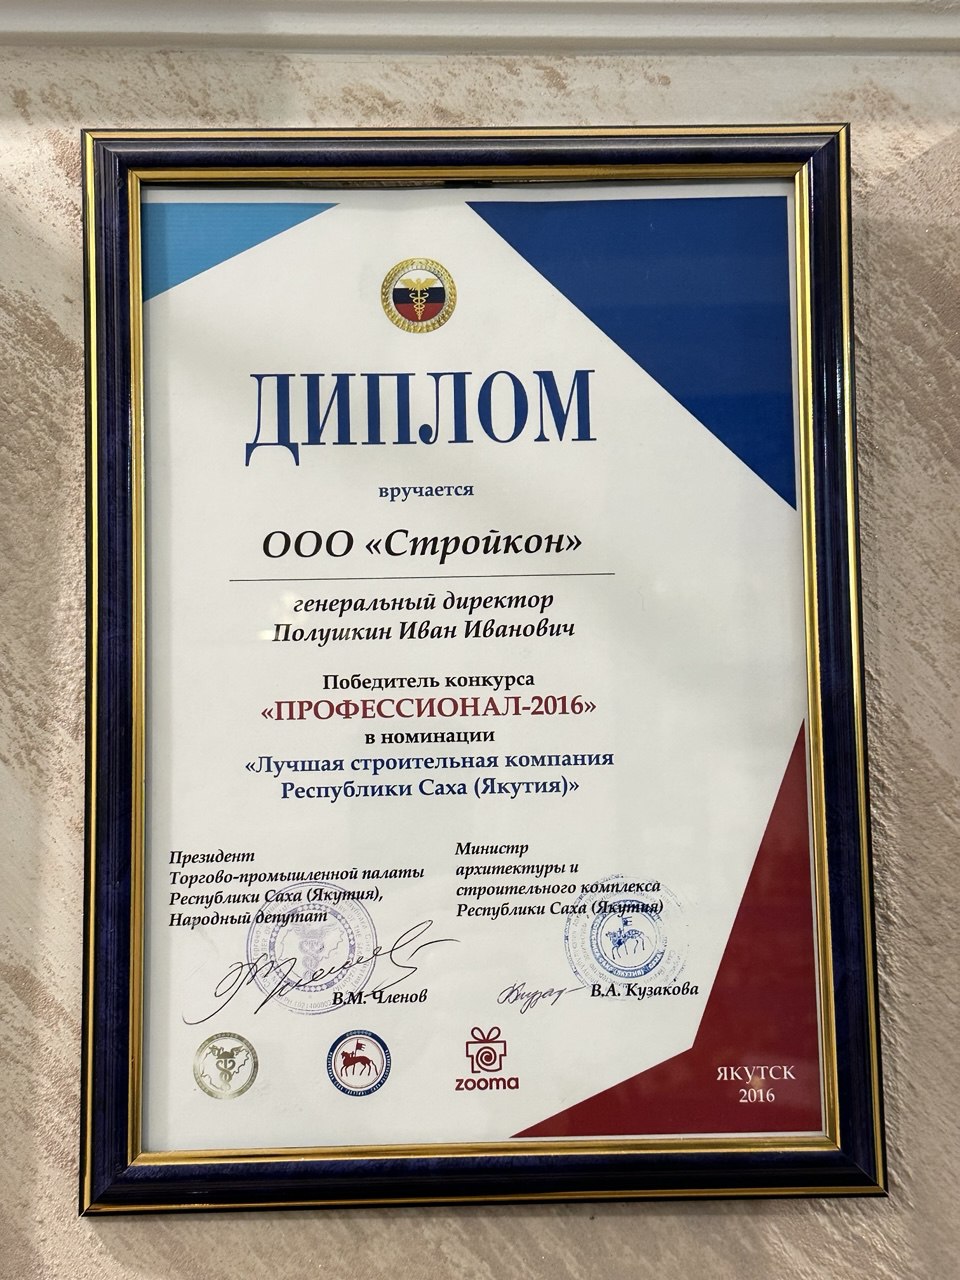 ДИПЛОМ
вручается
ООО «Стройкон»
генеральный директор
Полушкин Иван Иванович
Победитель конкурса
«ПРОФЕССИОНАЛ-2016»
в номинации
«Лучшая строительная компания
Республики Саха (Якутия)»
Президент
Торгово-промышленной палаты
Республики Саха (Якутия),
Народный депутат
В.М. Членов
Министр
архитектуры и
строительного комплекса
Республики Саха (Якутия)
В.А. Кузакова
zooma
ЯКУТСК
2016